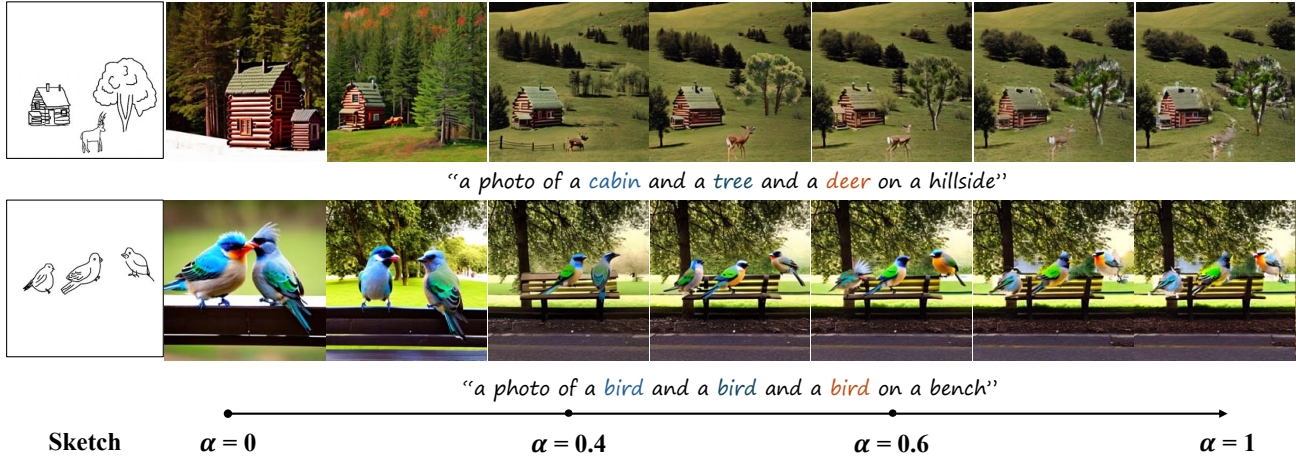 “a photo of a cabin and a tree and a deer on a hillside”
“a photo of a bird and a bird and a bird on a bench”
Sketch α = 0 α = 0.4 α = 0.6 α = 1